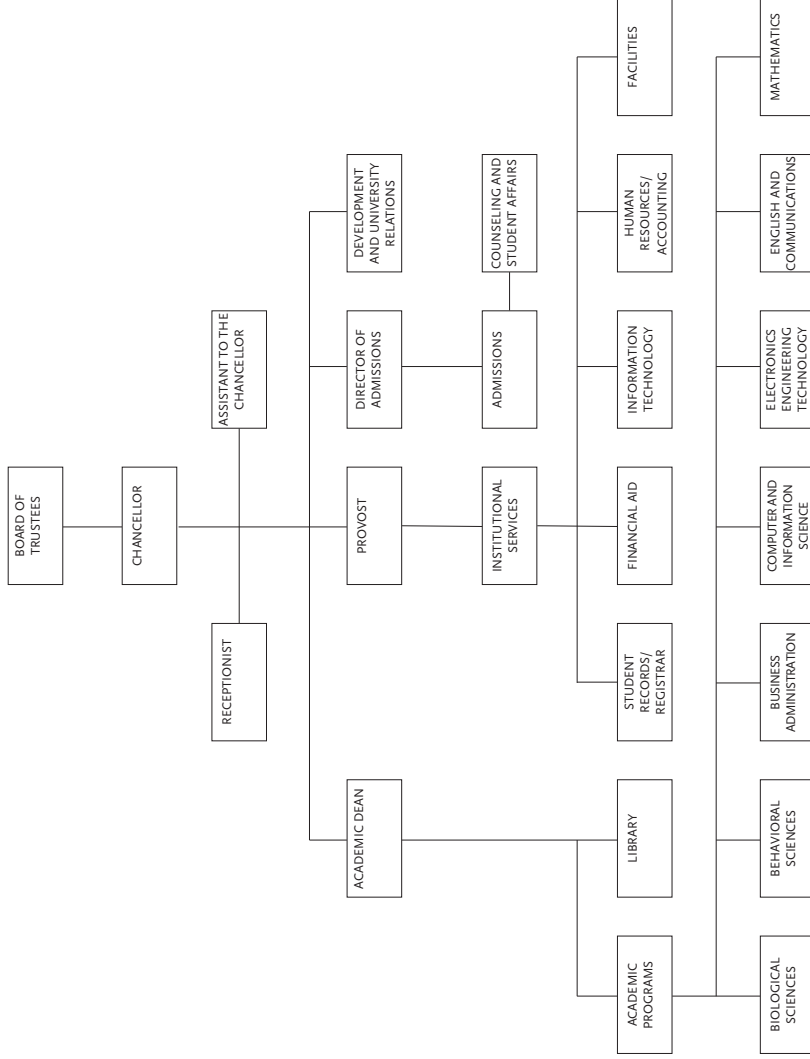 BOARD OF
TRUSTEES
CHANCELLOR
RECEPTIONIST
ASSISTANT TO THE
CHANCELLOR
ACADEMIC DEAN
PROVOST
DIRECTOR OF
ADMISSIONS
DEVELOPMENT
AND UNIVERSITY
RELATIONS
INSTITUTIONAL
SERVICES
ADMISSIONS
COUNSELING AND
STUDENT AFFAIRS
ACADEMIC
PROGRAMS
LIBRARY
STUDENT
RECORDS/
REGISTRAR
FINANCIAL AID
INFORMATION
TECHNOLOGY
HUMAN
RESOURCES/
ACCOUNTING
FACILITIES
BIOLOGICAL
SCIENCES
BEHAVIORAL
SCIENCES
BUSINESS
ADMINISTRATION
COMPUTER AND
INFORMATION
SCIENCE
ELECTRONICS
ENGINEERING
TECHNOLOGY
ENGLISH AND
COMMUNICATIONS
MATHEMATICS